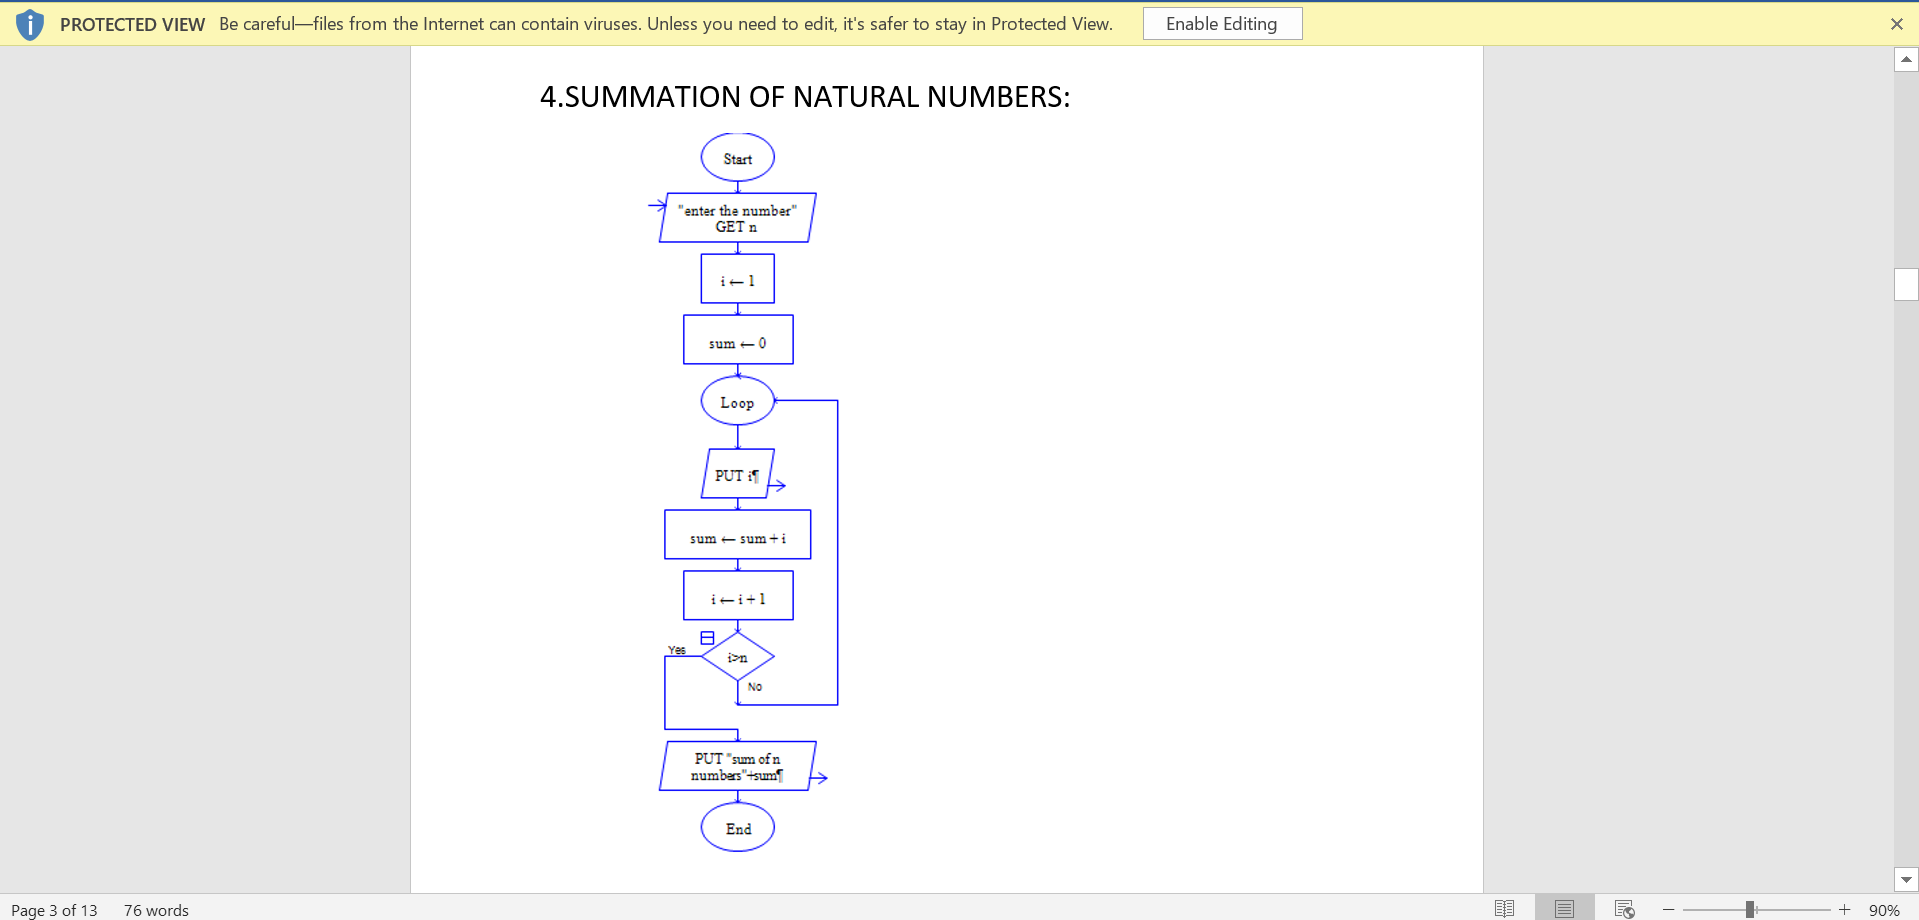 PROTECTED VIEW Be careful—files from the Internet can contain viruses. Unless you need to edit, it's safer to stay in Protected View. Enable Editing
4.SUMMATION OF NATURAL NUMBERS:
Start
"enter the number"
GET n
i ← 1
sum ← 0
Loop
PUT i¶
sum ← sum + i
i ← i + 1
Yes
i>n
No
PUT "sum of n
numbers"+sum¶
End
Page 3 of 13 76 words 90%